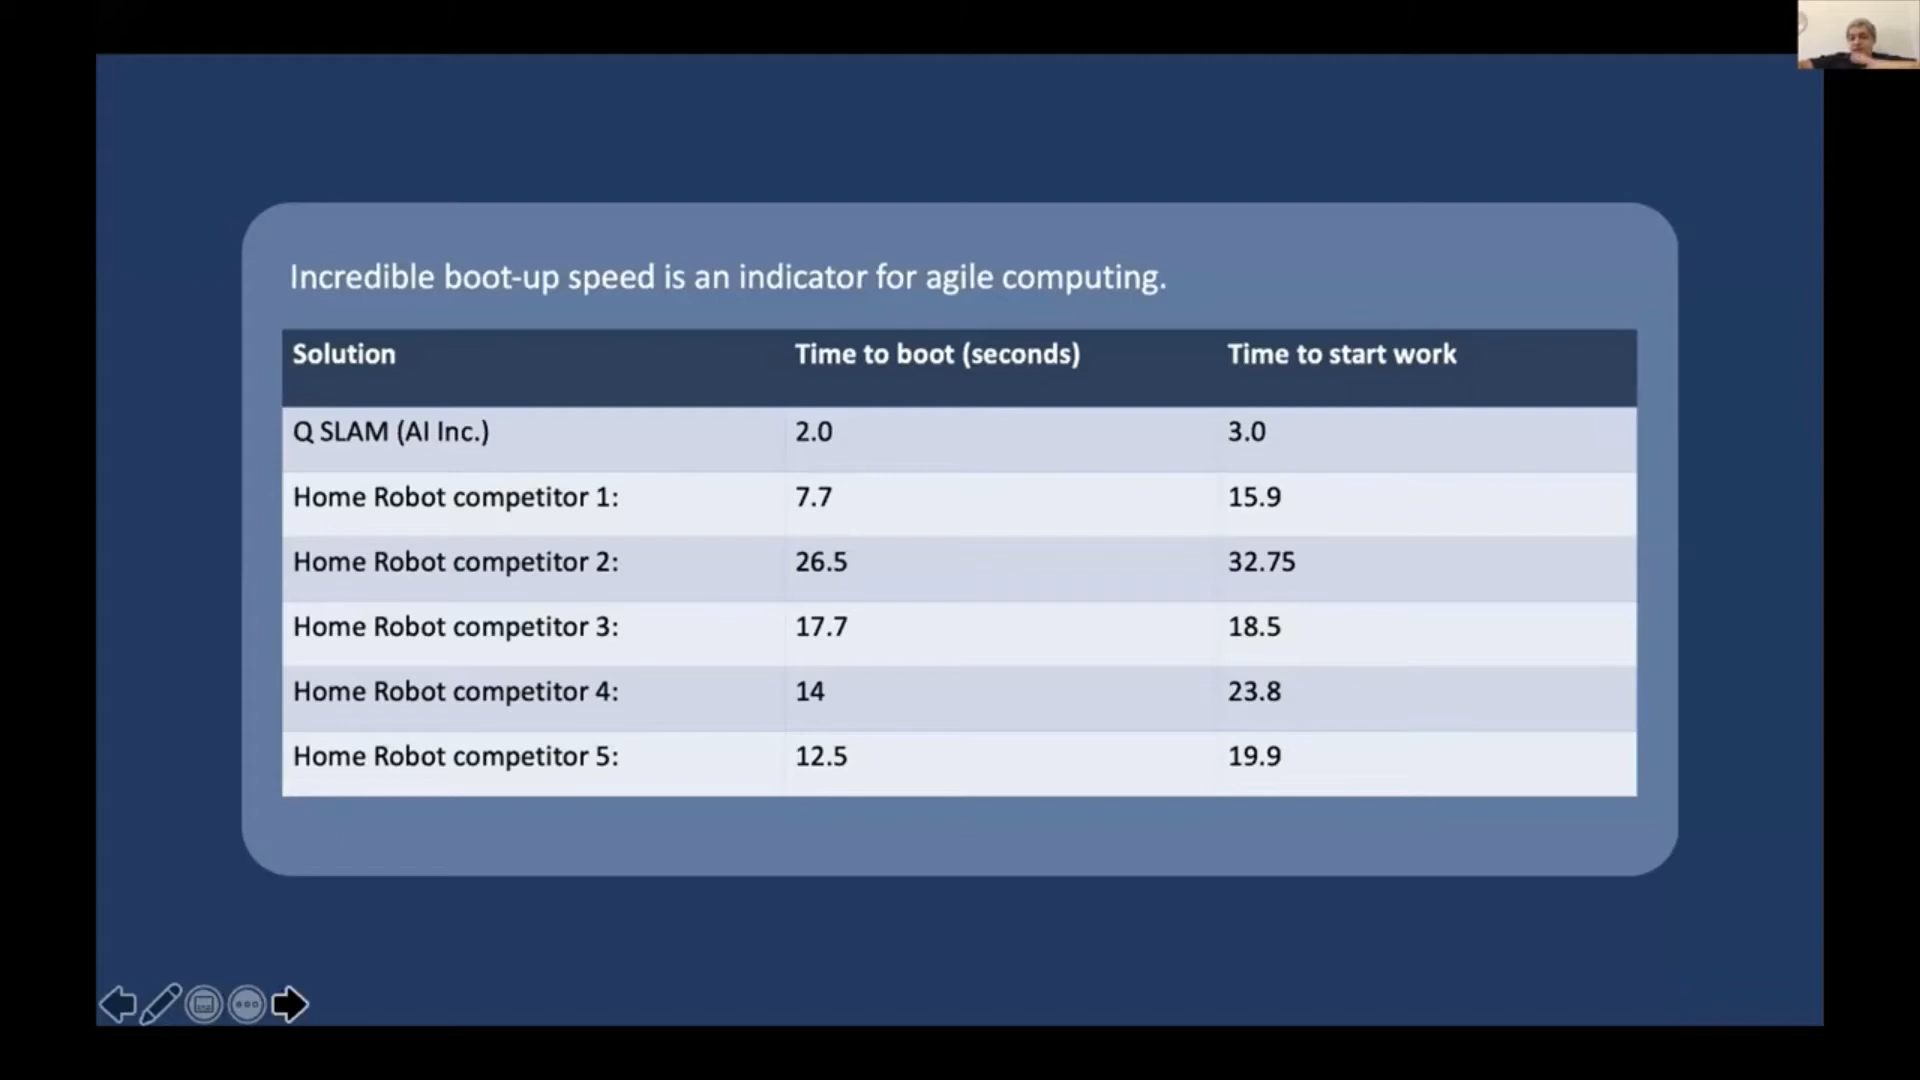 Incredible boot-up speed is an indicator for agile computing.
Solution Time to boot (seconds) Time to start work
Q SLAM (AI Inc.) 2.0 3.0
Home Robot competitor 1: 7.7 15.9
Home Robot competitor 2: 26.5 32.75
Home Robot competitor 3: 17.7 18.5
Home Robot competitor 4: 14 23.8
Home Robot competitor 5: 12.5 19.9